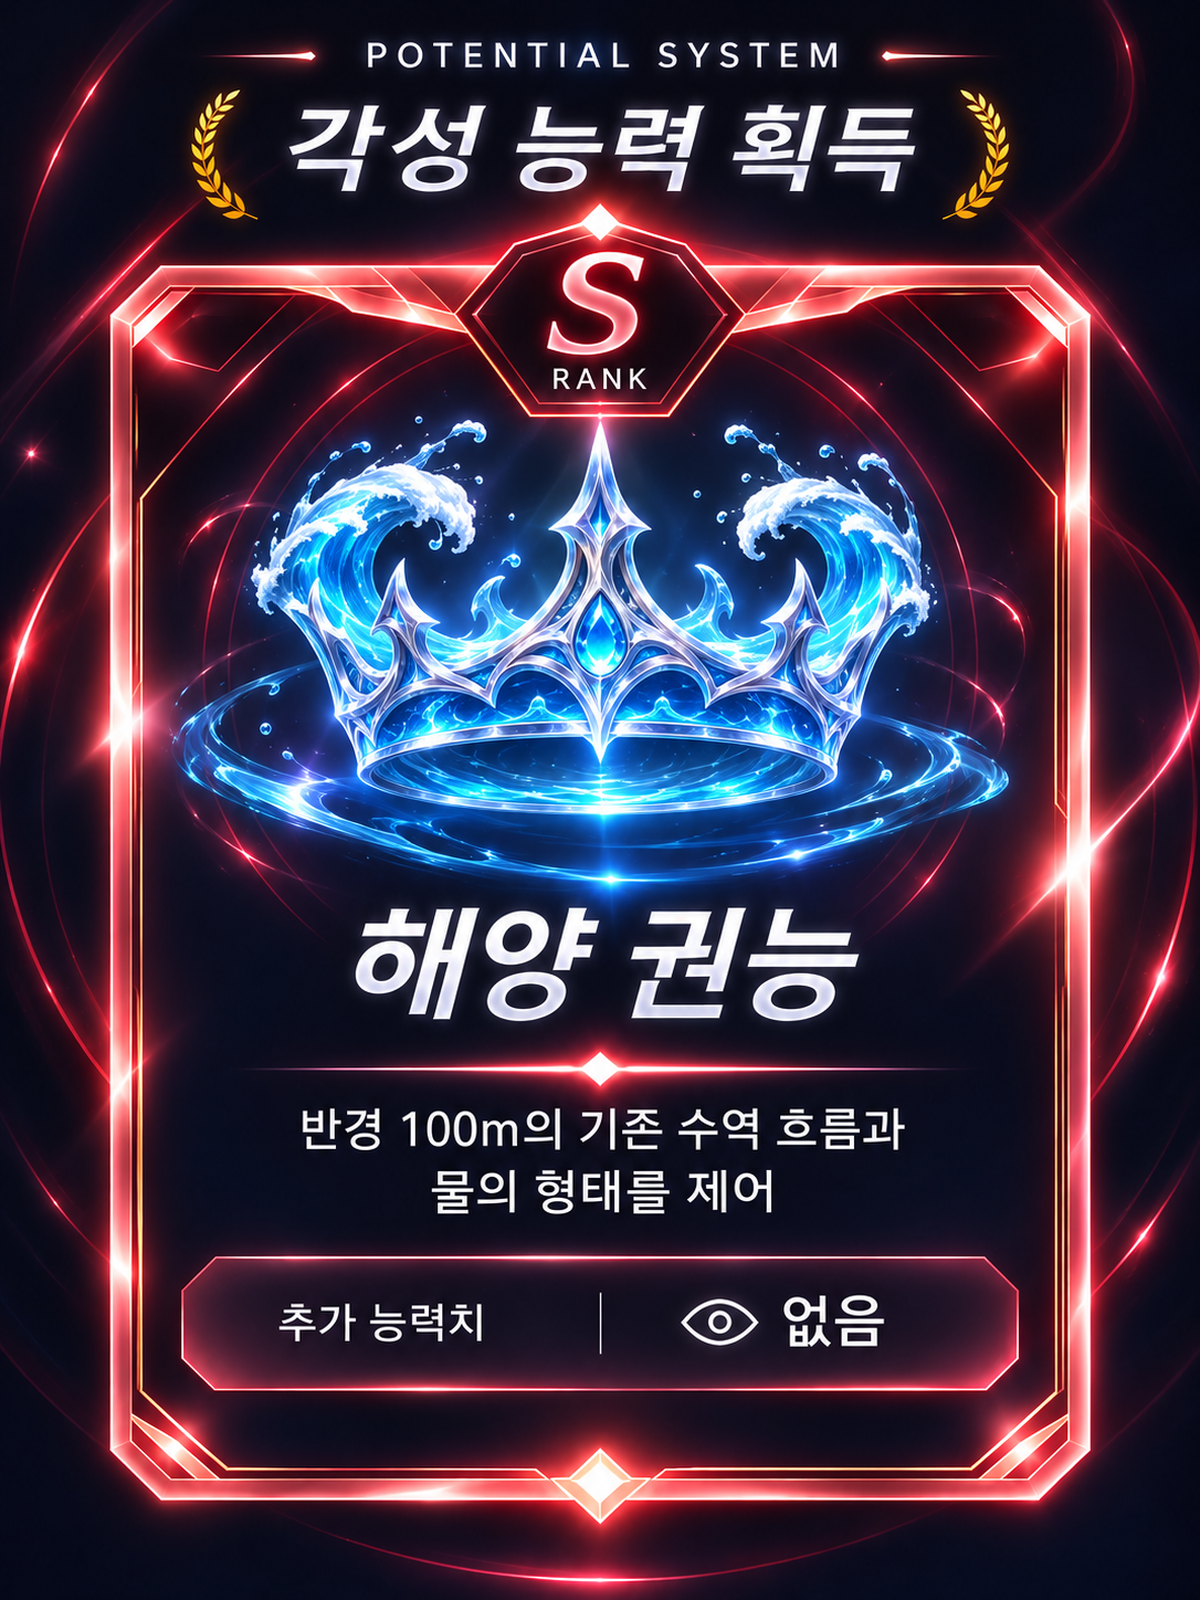 POTENTIAL SYSTEM
각성 능력 획득
S
RANK
해양 권능
반경 100m의 기존 수역 흐름과
물의 형태를 제어
추가 능력치
없음